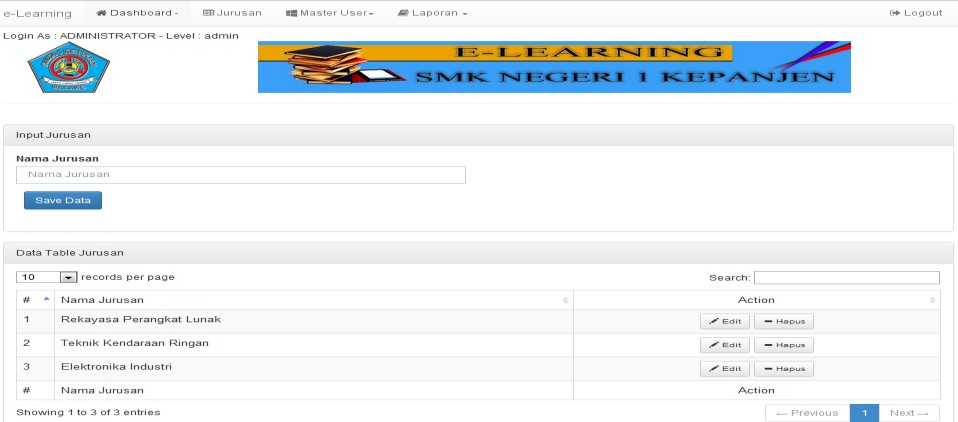 e-Learning Dashboard - Jurusan Master User Laporan Logout
Login As : ADMINISTRATOR - Level : admin
E-LEARNING
SMK NEGERI 1 KEPANJEN
Input Jurusan
Nama Jurusan
Nama Jurusan
Save Data
Data Table Jurusan
10 records per page Search:
# Nama Jurusan Action
1 Rekayasa Perangkat Lunak Edit Hapus
2 Teknik Kendaraan Ringan Edit Hapus
3 Elektronika Industri Edit Hapus
# Nama Jurusan Action
Showing 1 to 3 of 3 entries ← Previous 1 Next →